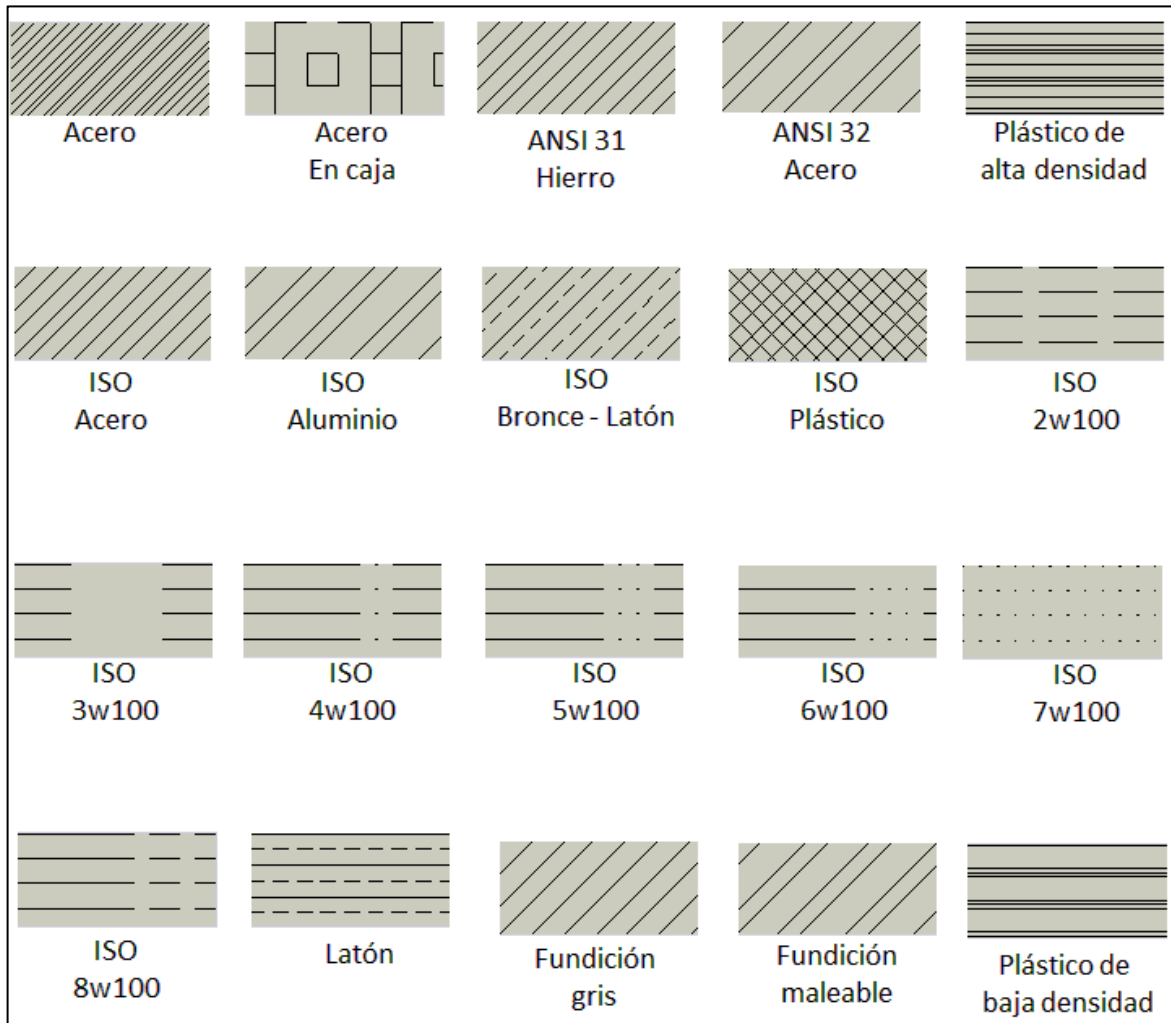 Acero
Acero
En caja
ANSI 31
Hierro
ANSI 32
Acero
Plástico de
alta densidad
ISO
Acero
ISO
Aluminio
ISO
Bronce - Latón
ISO
Plástico
ISO
2w100
ISO
3w100
ISO
4w100
ISO
5w100
ISO
6w100
ISO
7w100
ISO
8w100
Latón
Fundición
gris
Fundición
maleable
Plástico de
baja densidad